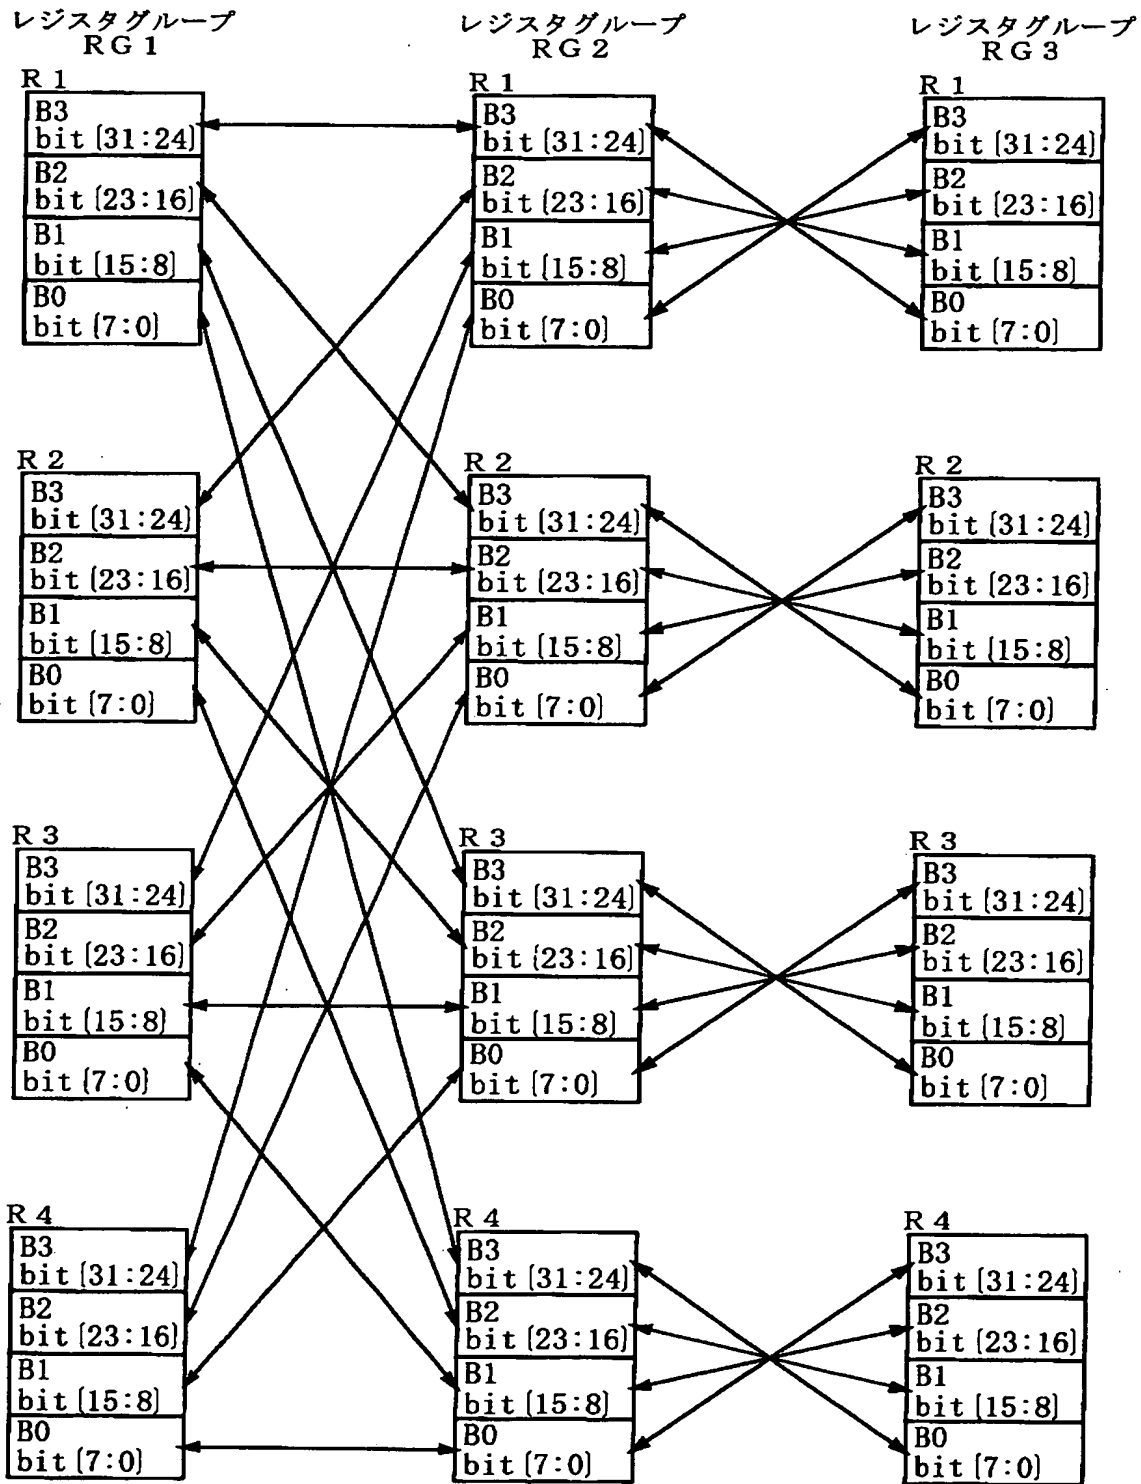 レジスタグループ
RG1
R1
B3
bit [31:24]
B2
bit [23:16]
B1
bit [15:8]
B0
bit [7:0]
R2
B3
bit [31:24]
B2
bit [23:16]
B1
bit [15:8]
B0
bit [7:0]
R3
B3
bit [31:24]
B2
bit [23:16]
B1
bit [15:8]
B0
bit [7:0]
R4
B3
bit [31:24]
B2
bit [23:16]
B1
bit [15:8]
B0
bit [7:0]
レジスタグループ
RG2
R1
B3
bit [31:24]
B2
bit [23:16]
B1
bit [15:8]
B0
bit [7:0]
R2
B3
bit [31:24]
B2
bit [23:16]
B1
bit [15:8]
B0
bit [7:0]
R3
B3
bit [31:24]
B2
bit [23:16]
B1
bit [15:8]
B0
bit [7:0]
R4
B3
bit [31:24]
B2
bit [23:16]
B1
bit [15:8]
B0
bit [7:0]
レジスタグループ
RG3
R1
B3
bit [31:24]
B2
bit [23:16]
B1
bit [15:8]
B0
bit [7:0]
R2
B3
bit [31:24]
B2
bit [23:16]
B1
bit [15:8]
B0
bit [7:0]
R3
B3
bit [31:24]
B2
bit [23:16]
B1
bit [15:8]
B0
bit [7:0]
R4
B3
bit [31:24]
B2
bit [23:16]
B1
bit [15:8]
B0
bit [7:0]